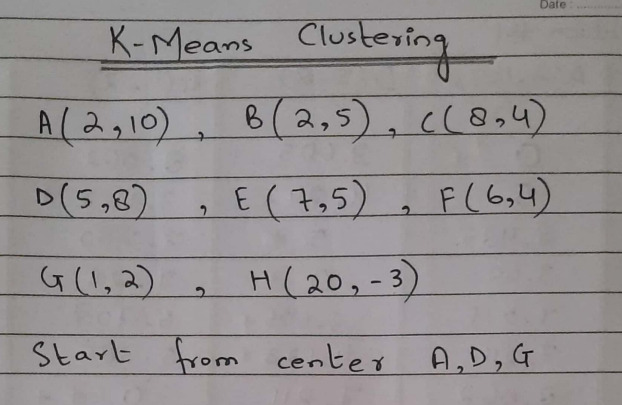 Date
K-Means Clustering
A(2,10), B(2,5), C(8,4)
D(5,8), E(7,5), F(6,4)
G(1,2), H(20,-3)
Start from center A,D,G